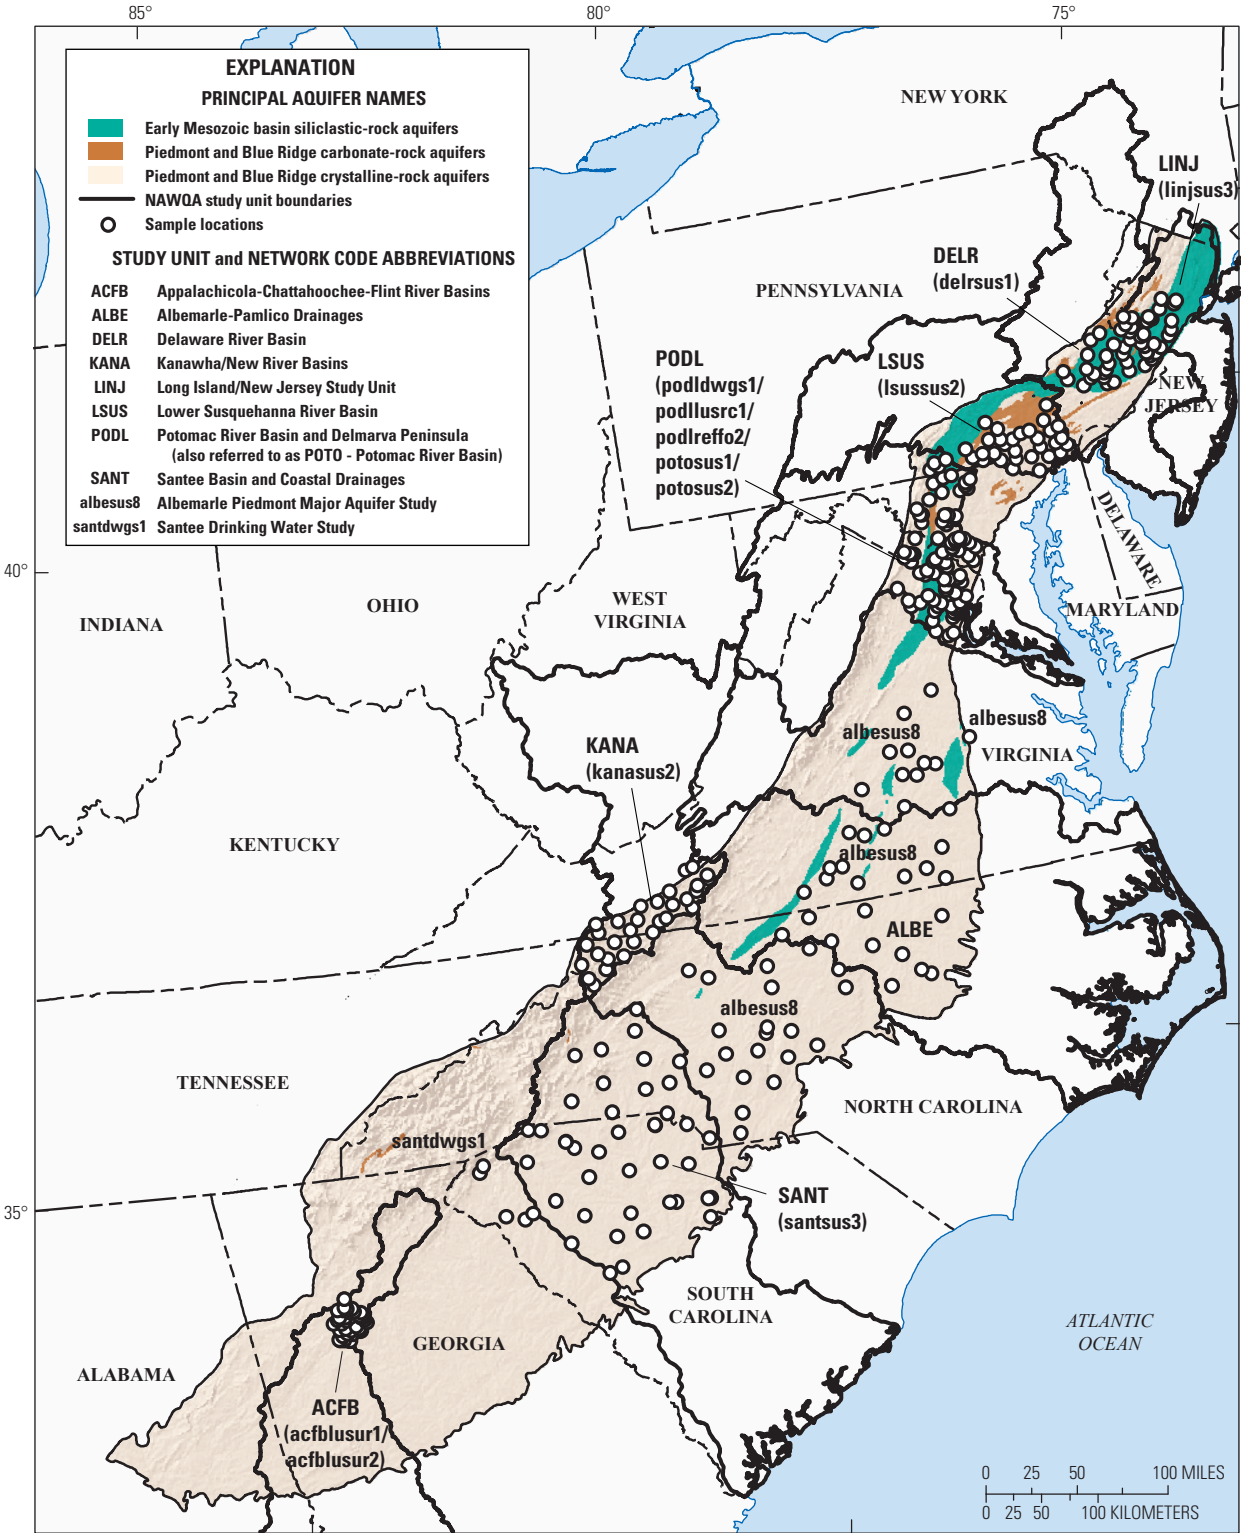 85°
80°
75°
EXPLANATION
PRINCIPAL AQUIFER NAMES
Early Mesozoic basin siliclastic-rock aquifers
Piedmont and Blue Ridge carbonate-rock aquifers
Piedmont and Blue Ridge crystalline-rock aquifers
NAWQA study unit boundaries
Sample locations
STUDY UNIT and NETWORK CODE ABBREVIATIONS
ACFB Appalachicola-Chattahoochee-Flint River Basins
ALBE Albemarle-Pamlico Drainages
DELR Delaware River Basin
KANA Kanawha/New River Basins
LINJ Long Island/New Jersey Study Unit
LSUS Lower Susquehanna River Basin
PODL Potomac River Basin and Delmarva Peninsula
(also referred to as POTO - Potomac River Basin)
SANT Santee Basin and Coastal Drainages
albesus8 Albemarle Piedmont Major Aquifer Study
santdwgs1 Santee Drinking Water Study
NEW YORK
LINJ
(linjsus3)
DELR
(delrsus1)
PENNSYLVANIA
PODL
(podldwgs1/
podllusrc1/
podlreffo2/
potosus1/
potosus2)
LSUS
(lsussus2)
NEW
JERSEY
DELAWARE
MARYLAND
40°
INDIANA
OHIO
WEST
VIRGINIA
albesus8
albesus8
VIRGINIA
KANA
(kanasus2)
KENTUCKY
albesus8
ALBE
albesus8
TENNESSEE
NORTH CAROLINA
santdwgs1
35°
SANT
(santsus3)
SOUTH
CAROLINA
ATLANTIC
OCEAN
GEORGIA
ALABAMA
ACFB
(acfblusur1/
acfblusur2)
0 25 50 100 MILES
0 25 50 100 KILOMETERS